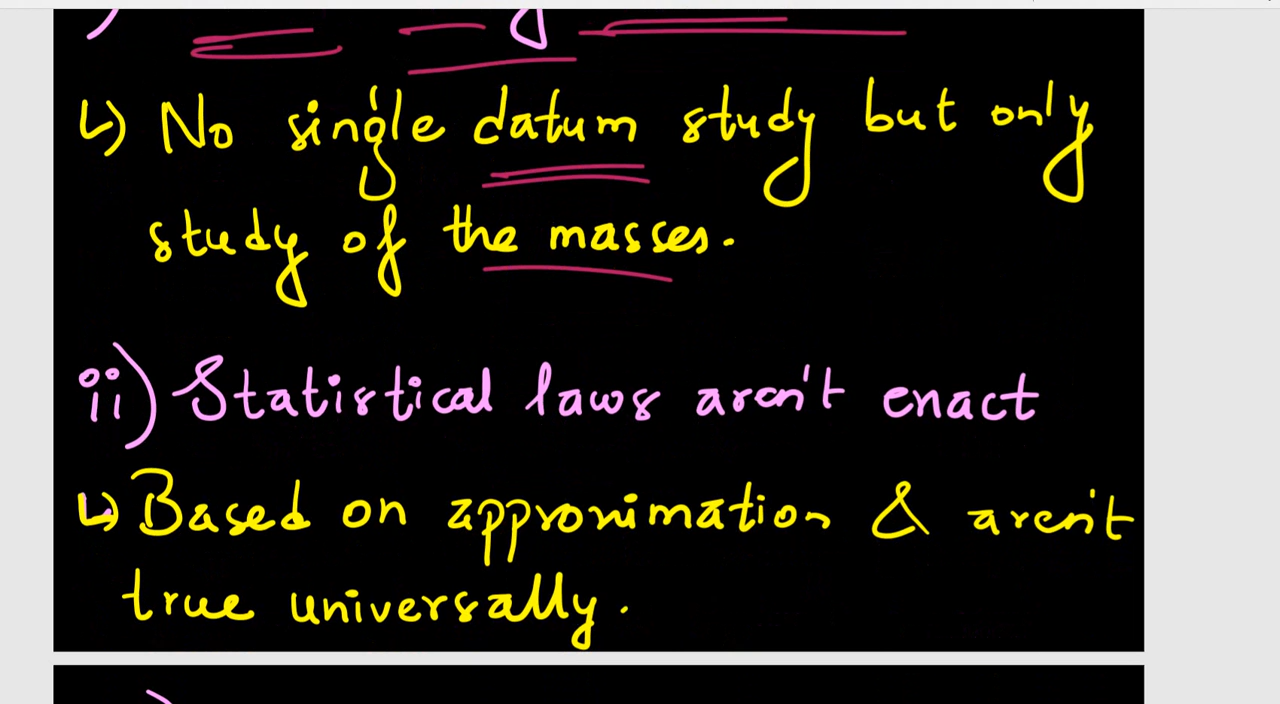 ↳ No single datum study but only
study of the masses.
ii) Statistical laws aren't exact
↳ Based on approximation & aren't
true universally.